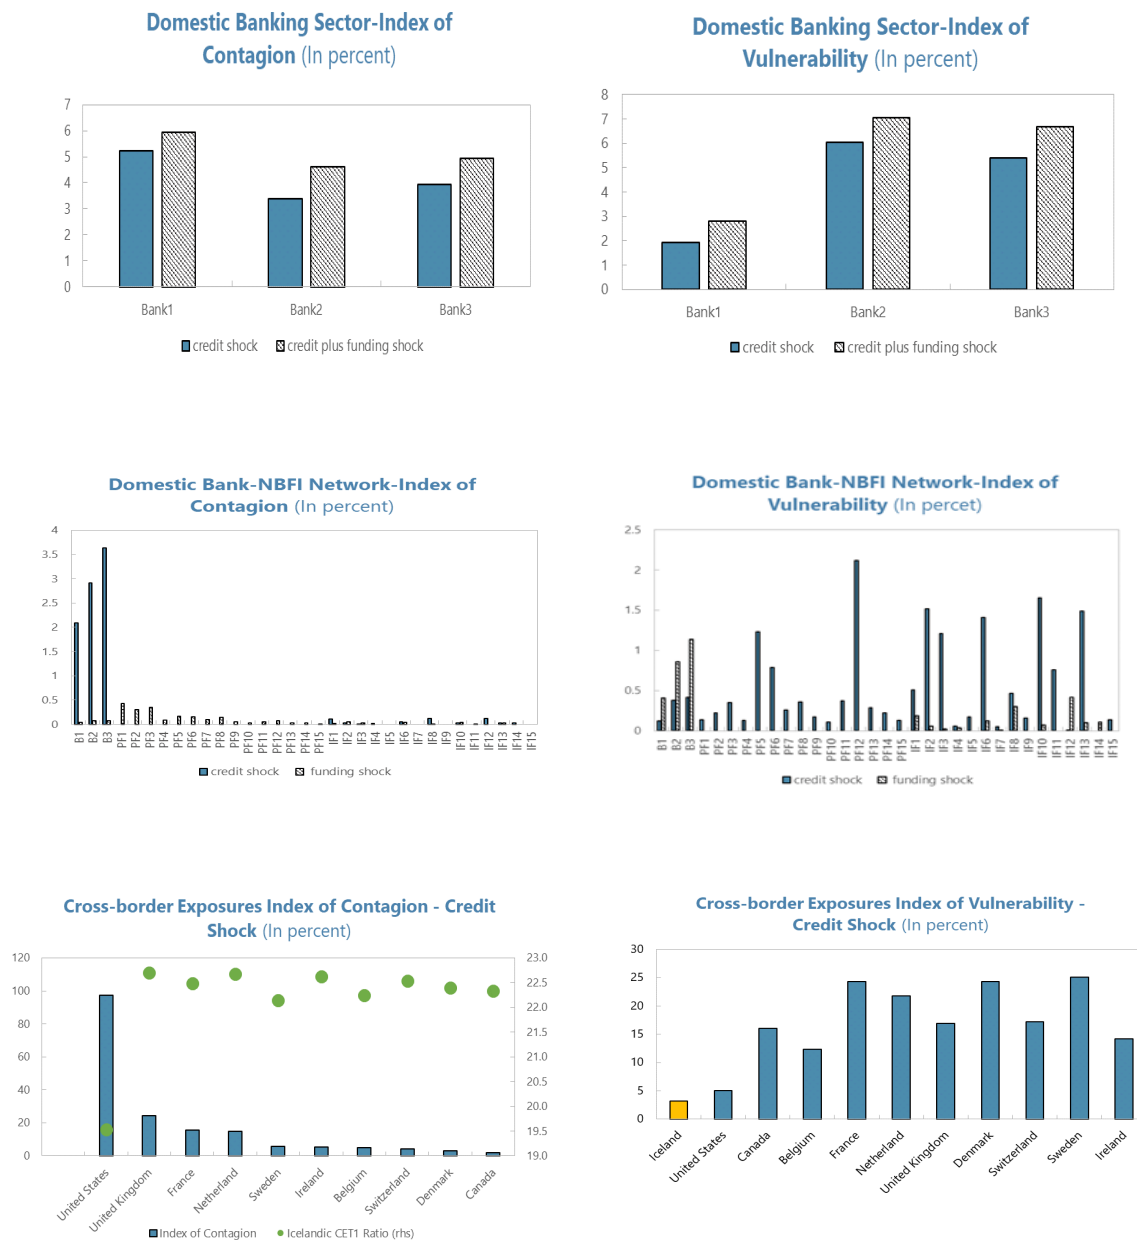 Domestic Banking Sector-Index of
Contagion (In percent)
7
6
5
4
3
2
1
0
Bank1 Bank2 Bank3
credit shock credit plus funding shock
Domestic Banking Sector-Index of
Vulnerability (In percent)
8
7
6
5
4
3
2
1
0
Bank1 Bank2 Bank3
credit shock credit plus funding shock
Domestic Bank-NBFI Network-Index of
Contagion (In percent)
4
3.5
3
2.5
2
1.5
1
0.5
0
B1 B2 B3 PF1 PF2 PF3 PF4 PF5 PF6 PF7 PF8 PF9 PF10 PF11 PF12 PF13 PF14 PF15 IF1 IF2 IF3 IF4 IF5 IF6 IF7 IF8 IF9 IF10 IF11 IF12 IF13 IF14 IF15
credit shock funding shock
Domestic Bank-NBFI Network-Index of
Vulnerability (In percet)
2.5
2
1.5
1
0.5
0
B1 B2 B3 PF1 PF2 PF3 PF4 PF5 PF6 PF7 PF8 PF9 PF10 PF11 PF12 PF13 PF14 PF15 IF1 IF2 IF3 IF4 IF5 IF6 IF7 IF8 IF9 IF10 IF11 IF12 IF13 IF14 IF15
credit shock funding shock
Cross-border Exposures Index of Contagion - Credit
Shock (In percent)
120 23.0
100 22.5
22.0
80 21.5
60 21.0
40 20.5
20.0
20 19.5
0 19.0
United States United Kingdom France Netherland Sweden Ireland Belgium Switzerland Denmark Canada
Index of Contagion Icelandic CET1 Ratio (rhs)
Cross-border Exposures Index of Vulnerability -
Credit Shock (In percent)
30
25
20
15
10
5
0
Iceland United States Canada Belgium France Netherland United Kingdom Denmark Switzerland Sweden Ireland